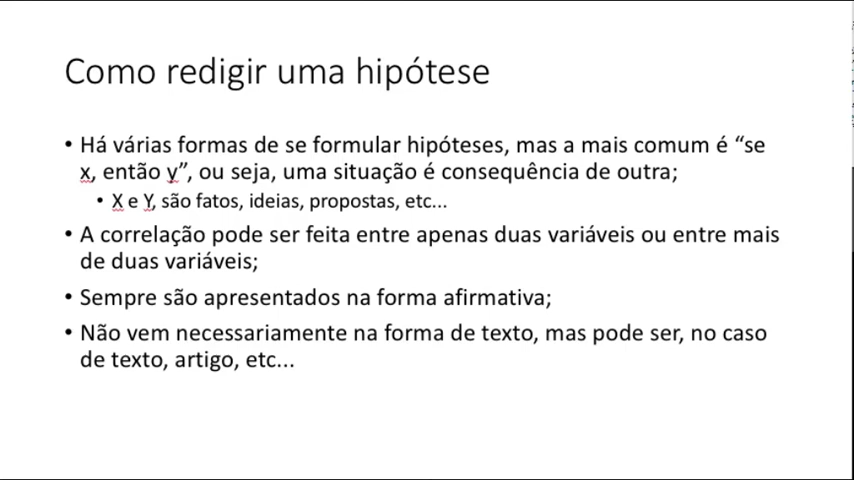 Como redigir uma hipótese
• Há várias formas de se formular hipóteses, mas a mais comum é “se
x, então y”, ou seja, uma situação é consequência de outra;
• X e Y, são fatos, ideias, propostas, etc...
• A correlação pode ser feita entre apenas duas variáveis ou entre mais
de duas variáveis;
• Sempre são apresentados na forma afirmativa;
• Não vem necessariamente na forma de texto, mas pode ser, no caso
de texto, artigo, etc...